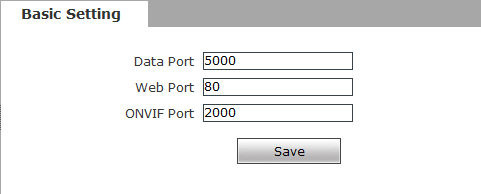 Basic Setting
Data Port 5000
Web Port 80
ONVIF Port 2000
Save